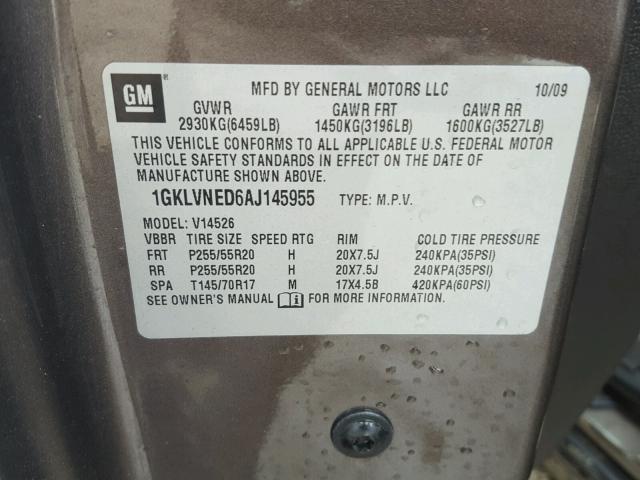 GM ® MFD BY GENERAL MOTORS LLC 10/09
GVWR GAWR FRT GAWR RR
2930KG(6459LB) 1450KG(3196LB) 1600KG(3527LB)
THIS VEHICLE CONFORMS TO ALL APPLICABLE U.S. FEDERAL MOTOR
VEHICLE SAFETY STANDARDS IN EFFECT ON THE DATE OF
MANUFACTURE SHOWN ABOVE.
1GKLVNED6AJ145955 TYPE: M.P.V.
MODEL: V14526
VBBR TIRE SIZE SPEED RTG RIM COLD TIRE PRESSURE
FRT P255/55R20 H 20X7.5J 240KPA(35PSI)
RR P255/55R20 H 20X7.5J 240KPA(35PSI)
SPA T145/70R17 M 17X4.5B 420KPA(60PSI)
SEE OWNER'S MANUAL i FOR MORE INFORMATION.